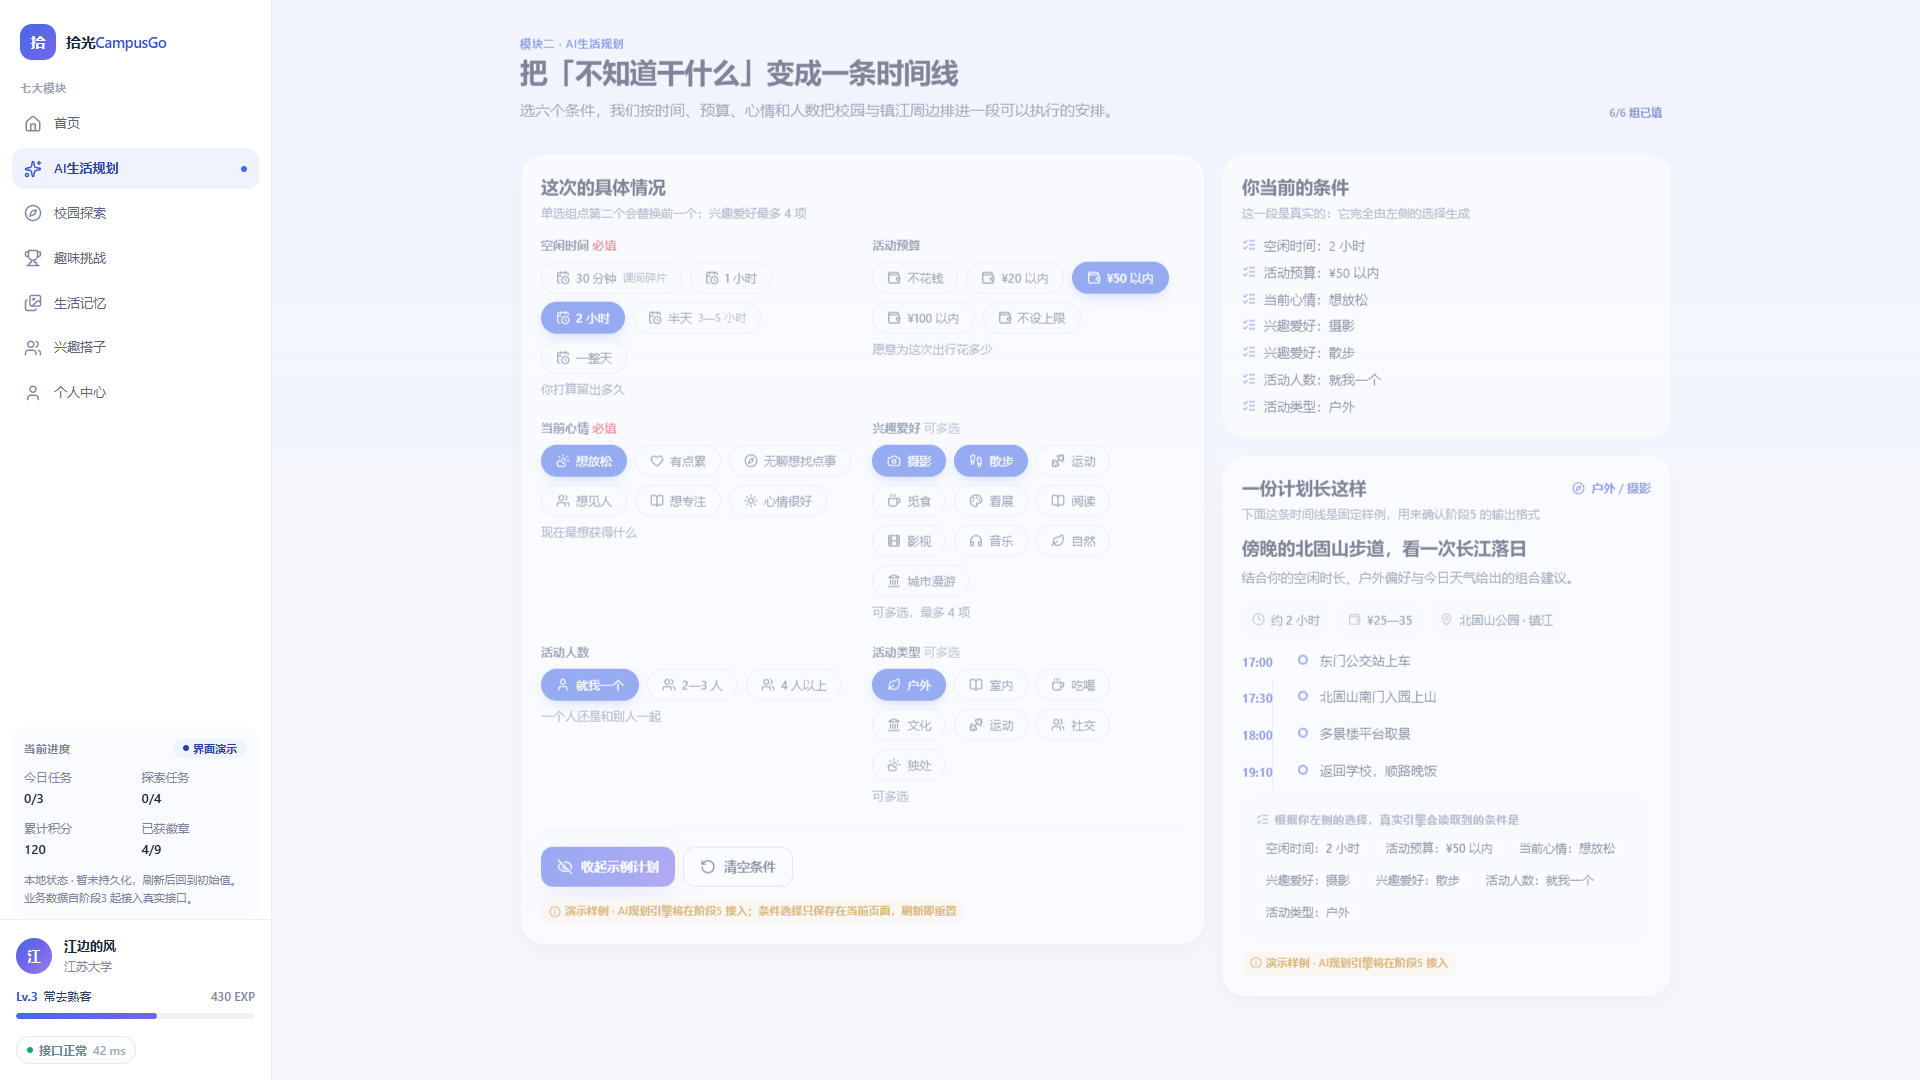 拾 拾光CampusGo
七大模块
首页
AI生活规划
校园探索
趣味挑战
生活记忆
兴趣搭子
个人中心
当前进度 界面演示
今日任务 探索任务
0/3 0/4
累计积分 已获徽章
120 4/9
本地状态 · 暂未持久化，刷新后回到初始值。
业务数据自阶段3 起接入真实接口。
江 江边的风
江苏大学
Lv.3 常去熟客 430 EXP
接口正常 42 ms
模块二 · AI生活规划
把「不知道干什么」变成一条时间线
选六个条件，我们按时间、预算、心情和人数把校园与镇江周边排进一段可以执行的安排。
6/6 组已填
这次的具体情况
单选组点第二个会替换前一个；兴趣爱好最多 4 项
空闲时间 必填
30 分钟 课间碎片 1 小时
2 小时 半天 3—5 小时
一整天
你打算留出多久
活动预算
不花钱 ¥20 以内 ¥50 以内
¥100 以内 不设上限
愿意为这次出行花多少
当前心情 必填
想放松 有点累 无聊想找点事
想见人 想专注 心情很好
现在最想获得什么
兴趣爱好 可多选
摄影 散步 运动
觅食 看展 阅读
影视 音乐 自然
城市漫游
可多选，最多 4 项
活动人数
就我一个 2—3 人 4 人以上
一个人还是和别人一起
活动类型 可多选
户外 室内 吃喝
文化 运动 社交
独处
可多选
收起示例计划 清空条件
演示样例 · AI规划引擎将在阶段5 接入；条件选择只保存在当前页面，刷新即重置
你当前的条件
这一段是真实的：它完全由左侧的选择生成
空闲时间：2 小时
活动预算：¥50 以内
当前心情：想放松
兴趣爱好：摄影
兴趣爱好：散步
活动人数：就我一个
活动类型：户外
一份计划长这样 户外 / 摄影
下面这条时间线是固定样例，用来确认阶段5 的输出格式
傍晚的北固山步道，看一次长江落日
结合你的空闲时长、户外偏好与今日天气给出的组合建议。
约 2 小时 ¥25—35 北固山公园 · 镇江
17:00 东门公交站上车
17:30 北固山南门入园上山
18:00 多景楼平台取景
19:10 返回学校，顺路晚饭
根据你左侧的选择，真实引擎会读取到的条件是
空闲时间：2 小时 活动预算：¥50 以内 当前心情：想放松
兴趣爱好：摄影 兴趣爱好：散步 活动人数：就我一个
活动类型：户外
演示样例 · AI规划引擎将在阶段5 接入